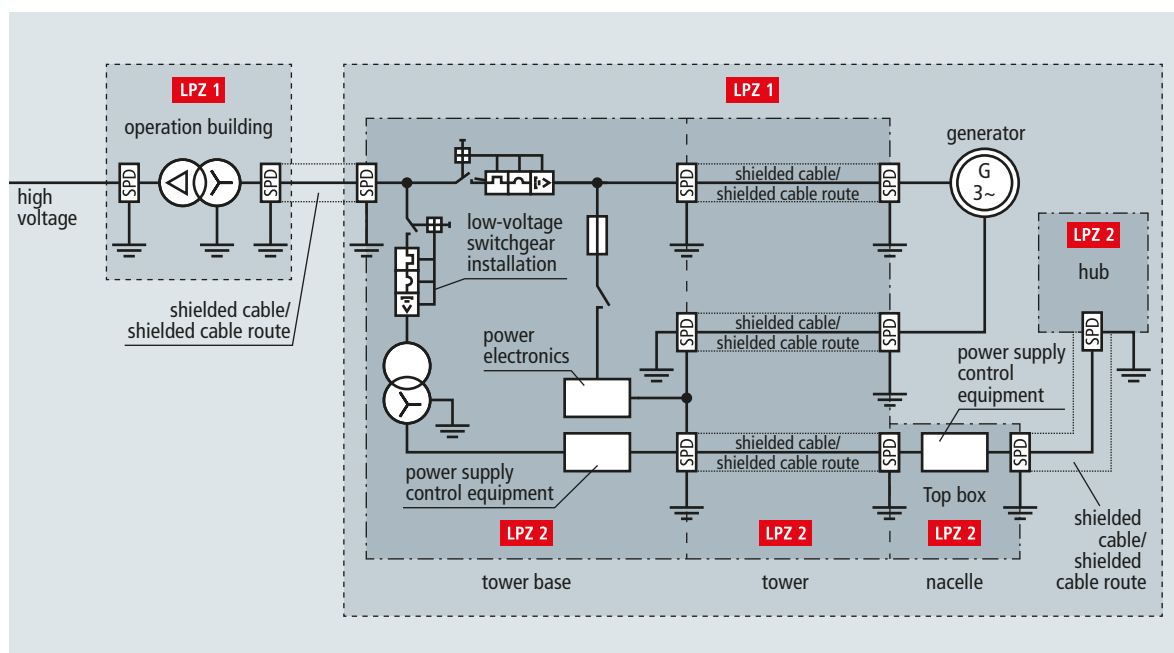 LPZ 1
operation building
SPD
SPD
high
voltage
shielded cable/
shielded cable route
LPZ 1
SPD
low-voltage
switchgear
installation
SPD
shielded cable/
shielded cable route
SPD
generator
G
3~
LPZ 2
hub
SPD
power
electronics
SPD
shielded cable/
shielded cable route
SPD
power supply
control
equipment
power supply
control equipment
SPD
shielded cable/
shielded cable route
SPD
SPD
Top box
shielded
cable/
shielded
cable route
LPZ 2
LPZ 2
LPZ 2
tower base
tower
nacelle